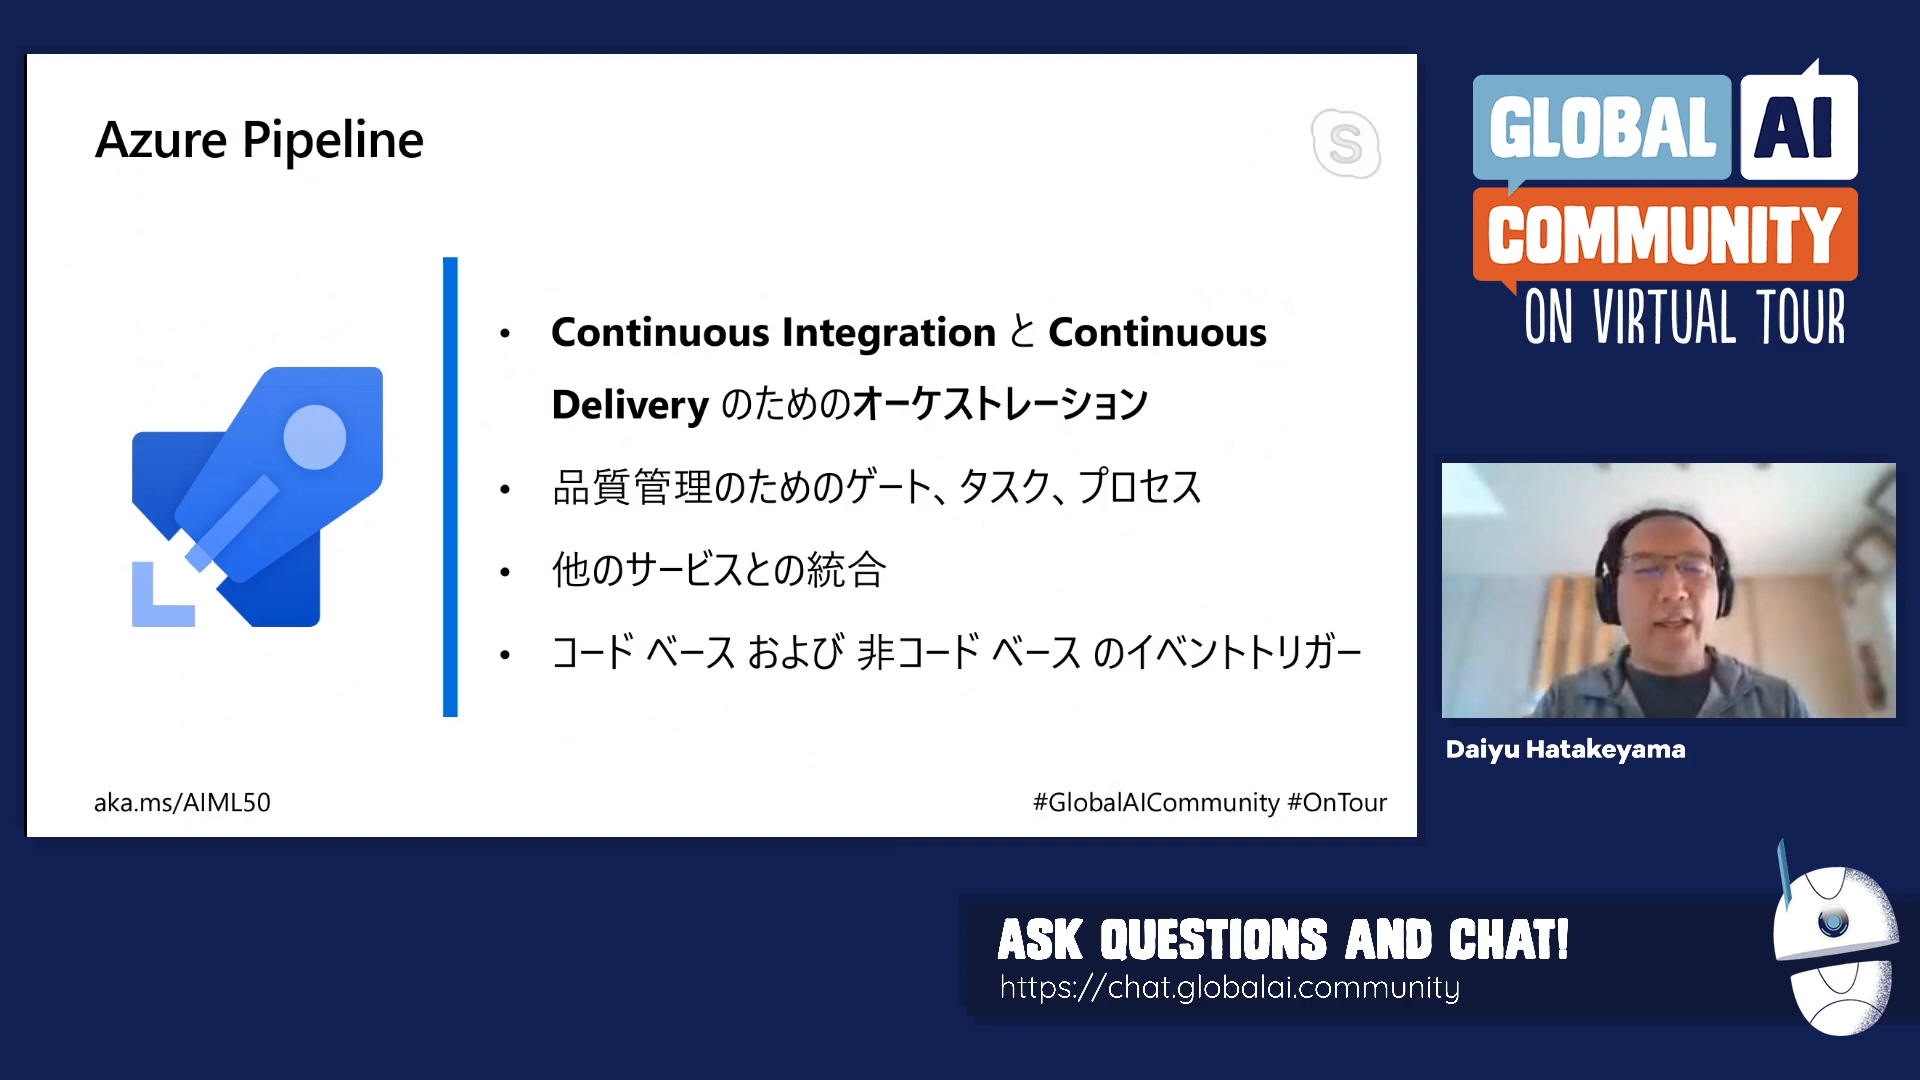 Azure Pipeline
S
• Continuous Integration と Continuous
Delivery のためのオーケストレーション
• 品質管理のためのゲート、タスク、プロセス
• 他のサービスとの統合
• コード ベース および 非コード ベース のイベントトリガー
aka.ms/AIML50
#GlobalAICommunity #OnTour
GLOBAL AI
COMMUNITY
ON VIRTUAL TOUR
Daiyu Hatakeyama
ASK QUESTIONS AND CHAT!
https://chat.globalai.community